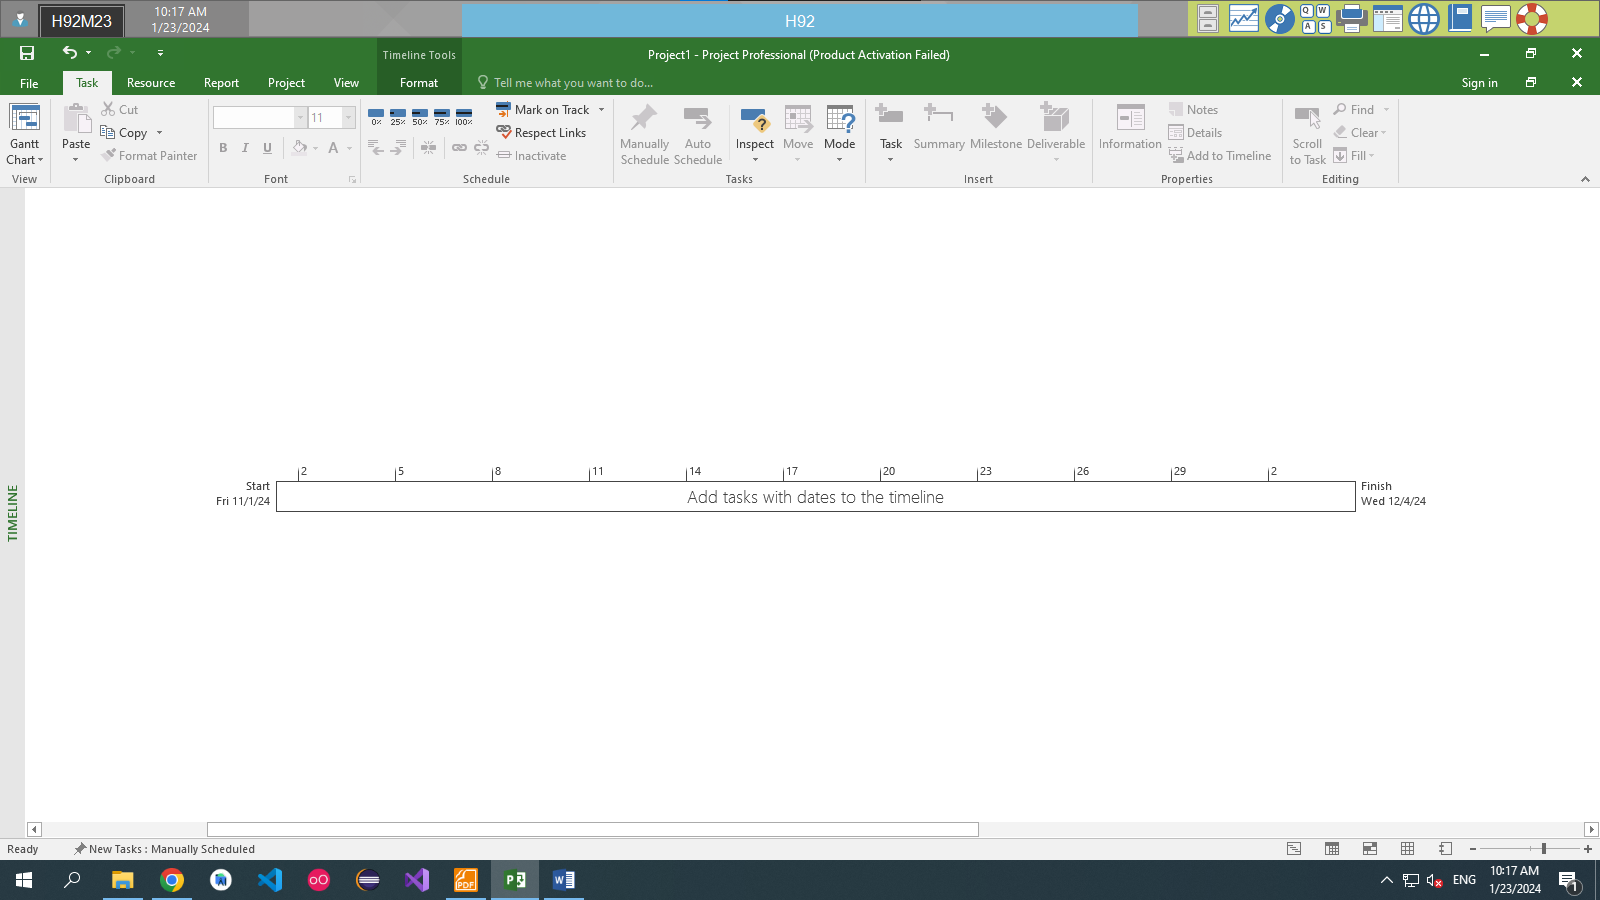 H92M23
10:17 AM
1/23/2024
H92
Q W
A S
Timeline Tools
Project1 - Project Professional (Product Activation Failed)
File Task Resource Report Project View Format Tell me what you want to do...
Sign in
Gantt
Chart
View
Paste
Cut
Copy
Format Painter
Clipboard
11
B I U A
Font
0% 25% 50% 75% 100%
Mark on Track
Respect Links
Inactivate
Schedule
Manually
Schedule
Auto
Schedule
Inspect
Move
Mode
Tasks
Task
Summary
Milestone
Deliverable
Insert
Information
Notes
Details
Add to Timeline
Properties
Scroll
to Task
Find
Clear
Fill
Editing
TIMELINE
2 5 8 11 14 17 20 23 26 29 2
Start
Fri 11/1/24
Add tasks with dates to the timeline
Finish
Wed 12/4/24
Ready
New Tasks : Manually Scheduled
PDF
ENG
10:17 AM
1/23/2024
1